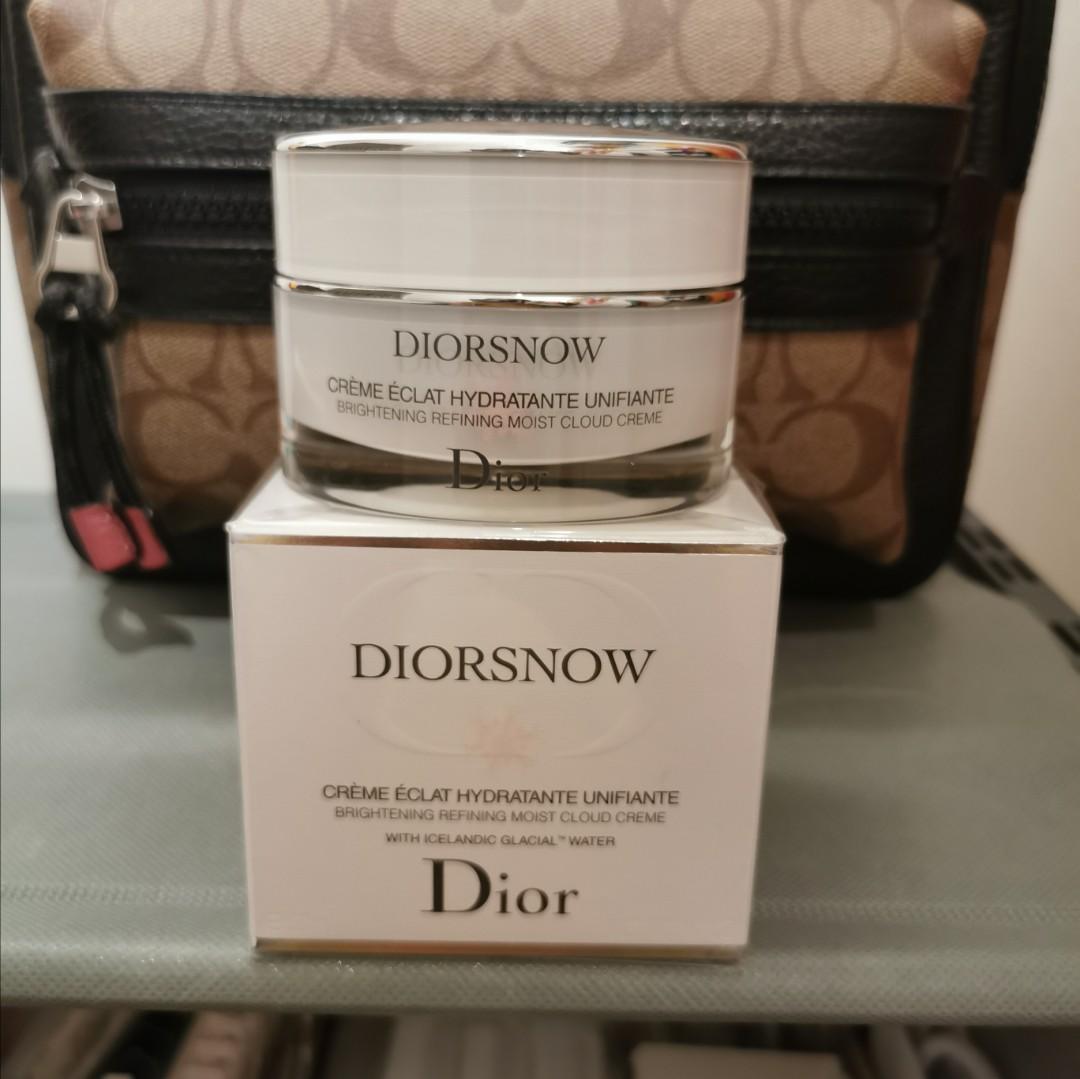 DIORSNOW
CRÈME ÉCLAT HYDRATANTE UNIFIANTE
BRIGHTENING REFINING MOIST CLOUD CREME
Dior
DIORSNOW
CRÈME ÉCLAT HYDRATANTE UNIFIANTE
BRIGHTENING REFINING MOIST CLOUD CREME
WITH ICELANDIC GLACIAL™ WATER
Dior